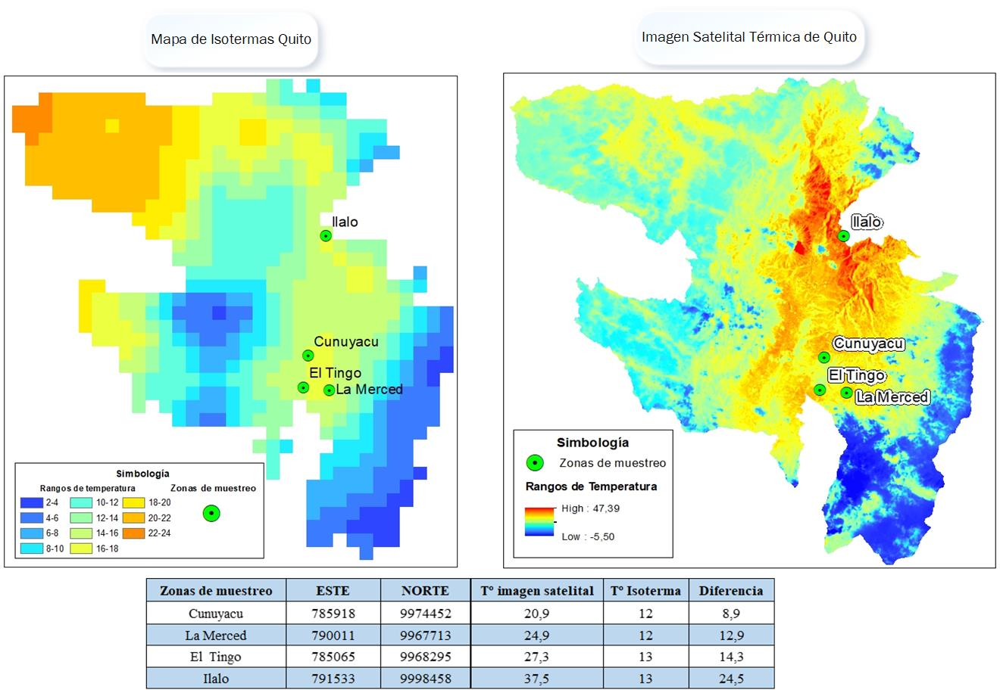 Mapa de Isotermas Quito
Imagen Satelital Térmica de Quito
Ilalo
Cunuyacu
El Tingo
La Merced
Simbología
Rangos de temperatura
Zonas de muestreo
2-4
4-6
6-8
8-10
10-12
12-14
14-16
16-18
18-20
20-22
22-24
Ilalo
Cunuyacu
El Tingo
La Merced
Simbología
Zonas de muestreo
Rangos de Temperatura
High : 47,39
Low : -5,50
Zonas de muestreo ESTE NORTE Tº imagen satelital Tº Isoterma Diferencia
Cunuyacu 785918 9974452 20,9 12 8,9
La Merced 790011 9967713 24,9 12 12,9
El Tingo 785065 9968295 27,3 13 14,3
Ilalo 791533 9998458 37,5 13 24,5